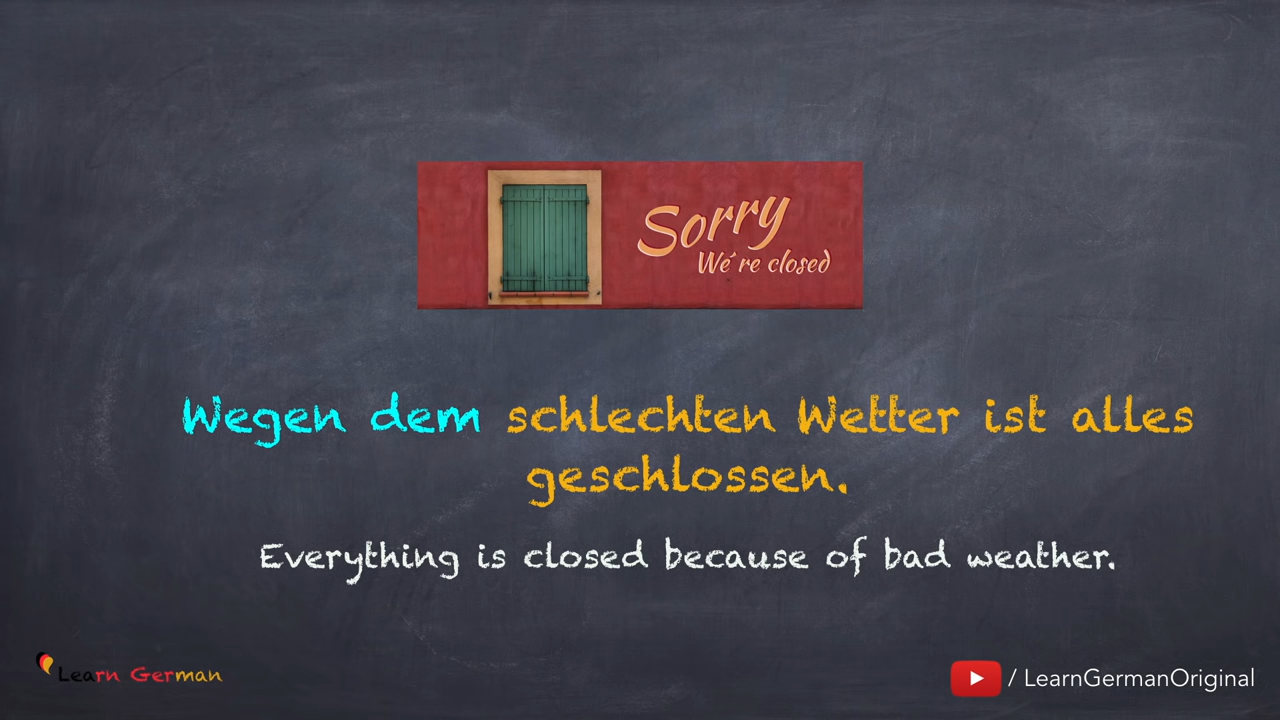 Sorry
We´re closed
Wegen dem schlechten Wetter ist alles
geschlossen.
Everything is closed because of bad weather.
Learn German
/ LearnGermanOriginal